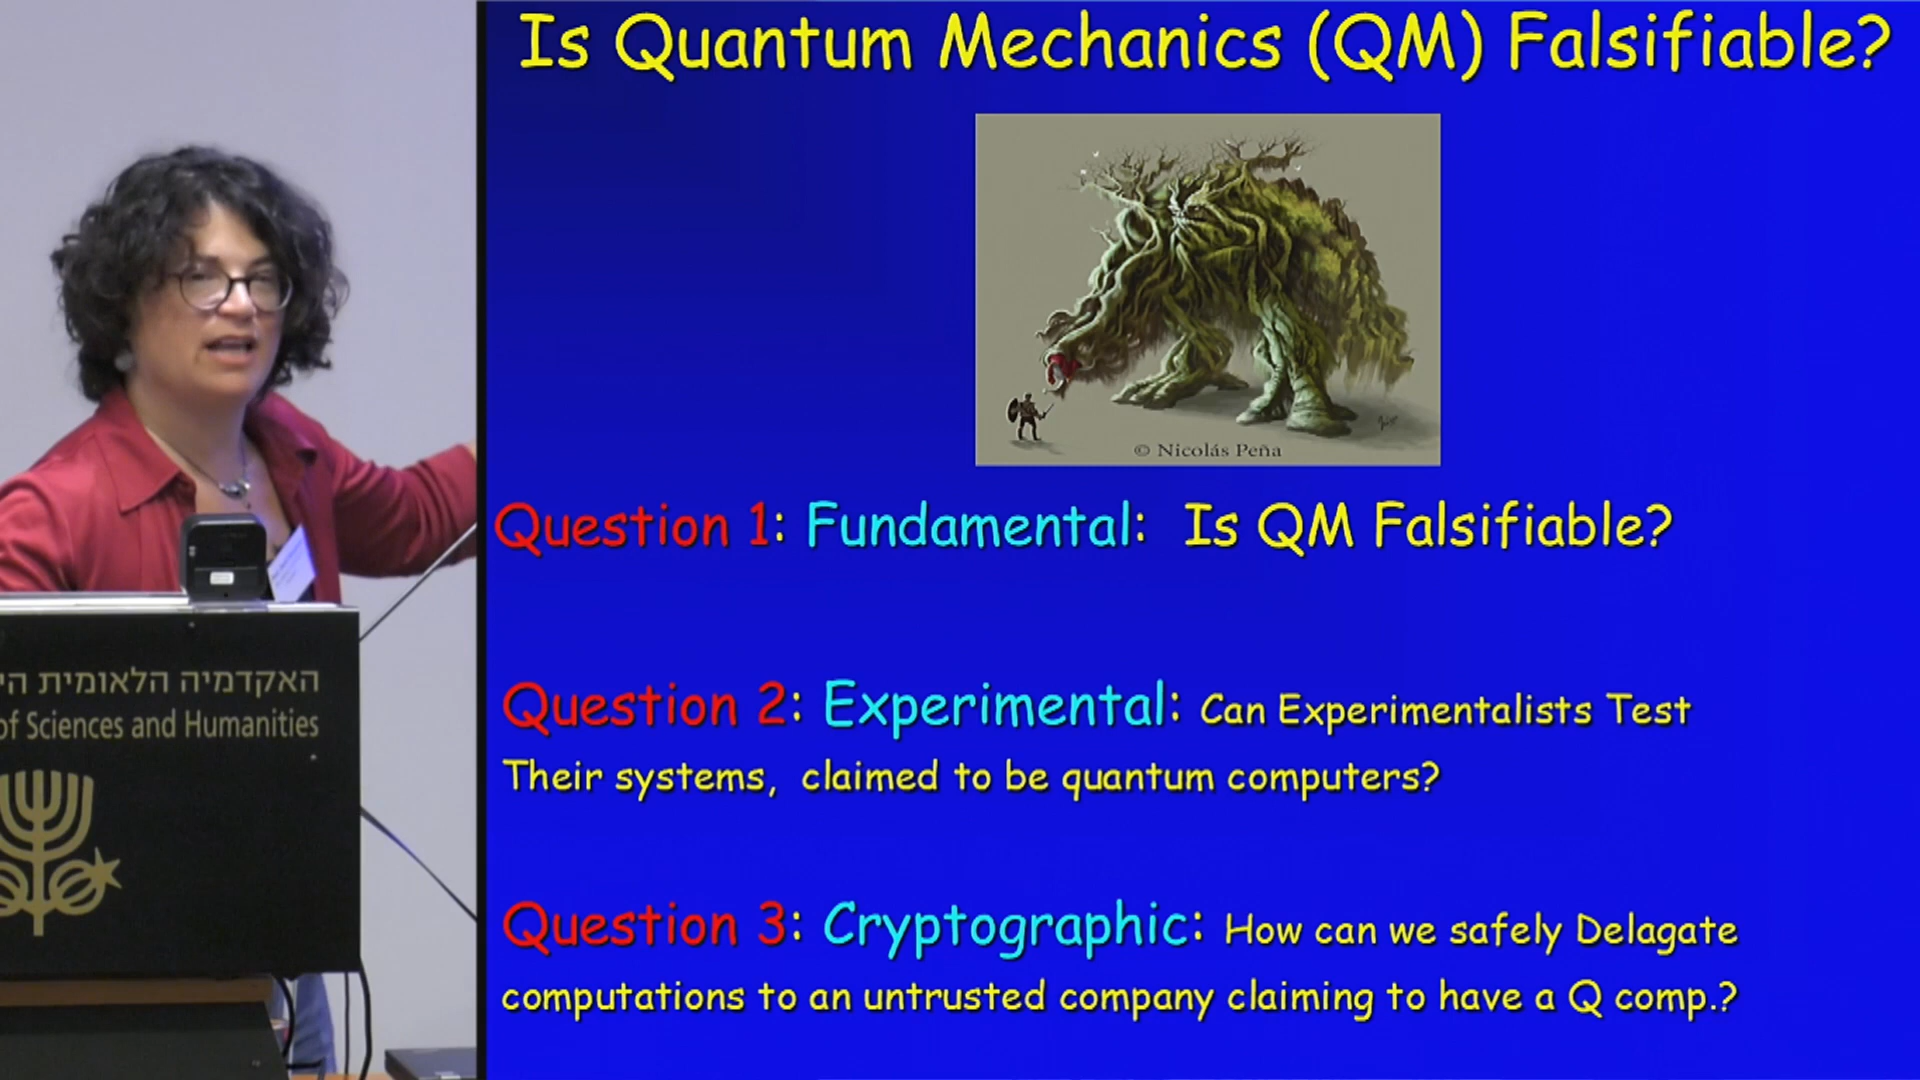 Is Quantum Mechanics (QM) Falsifiable?
© Nicolás Peña
Question 1: Fundamental: Is QM Falsifiable?
Question 2: Experimental: Can Experimentalists Test
Their systems, claimed to be quantum computers?
Question 3: Cryptographic: How can we safely Delagate
computations to an untrusted company claiming to have a Q comp.?
האקדמיה הלאומית הי
of Sciences and Humanities